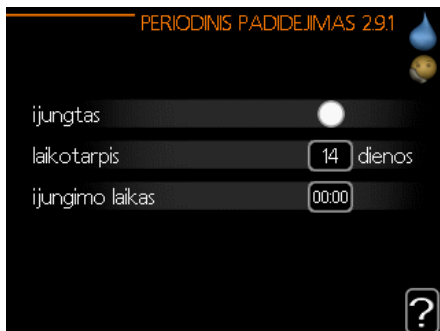 PERIODINIS PADIDEJIMAS 2.9.1
ijungtas
laikotarpis 14 dienos
ijungimo laikas 00:00
?